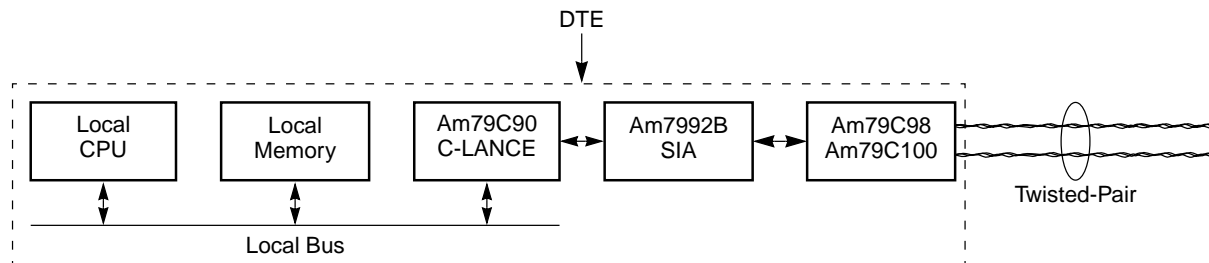 DTE
Local
CPU
Local
Memory
Am79C90
C-LANCE
Am7992B
SIA
Am79C98
Am79C100
Twisted-Pair
Local Bus